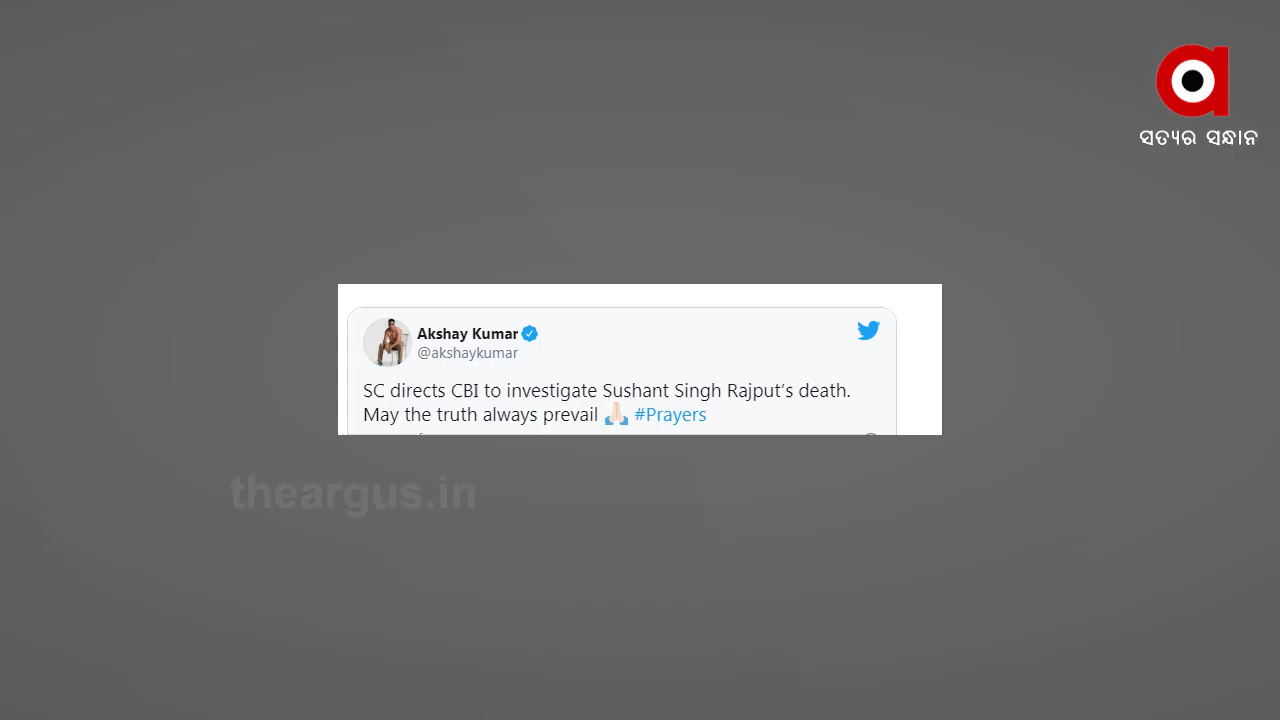 ସତ୍ୟର ସନ୍ଧାନ
Akshay Kumar
@akshaykumar
SC directs CBI to investigate Sushant Singh Rajput's death.
May the truth always prevail 🙏🏻 #Prayers
theargus.in